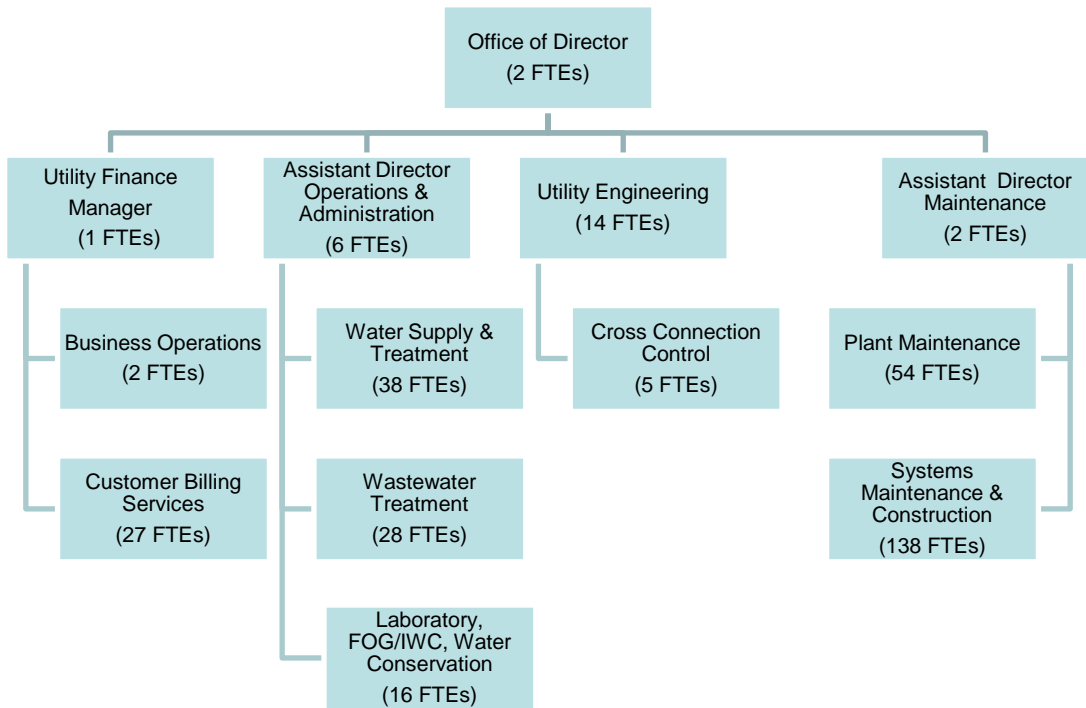 Office of Director
(2 FTEs)
Utility Finance
Manager
(1 FTEs)
Assistant Director
Operations &
Administration
(6 FTEs)
Utility Engineering
(14 FTEs)
Assistant Director
Maintenance
(2 FTEs)
Business Operations
(2 FTEs)
Water Supply &
Treatment
(38 FTEs)
Cross Connection
Control
(5 FTEs)
Plant Maintenance
(54 FTEs)
Customer Billing
Services
(27 FTEs)
Wastewater
Treatment
(28 FTEs)
Systems
Maintenance &
Construction
(138 FTEs)
Laboratory,
FOG/IWC, Water
Conservation
(16 FTEs)